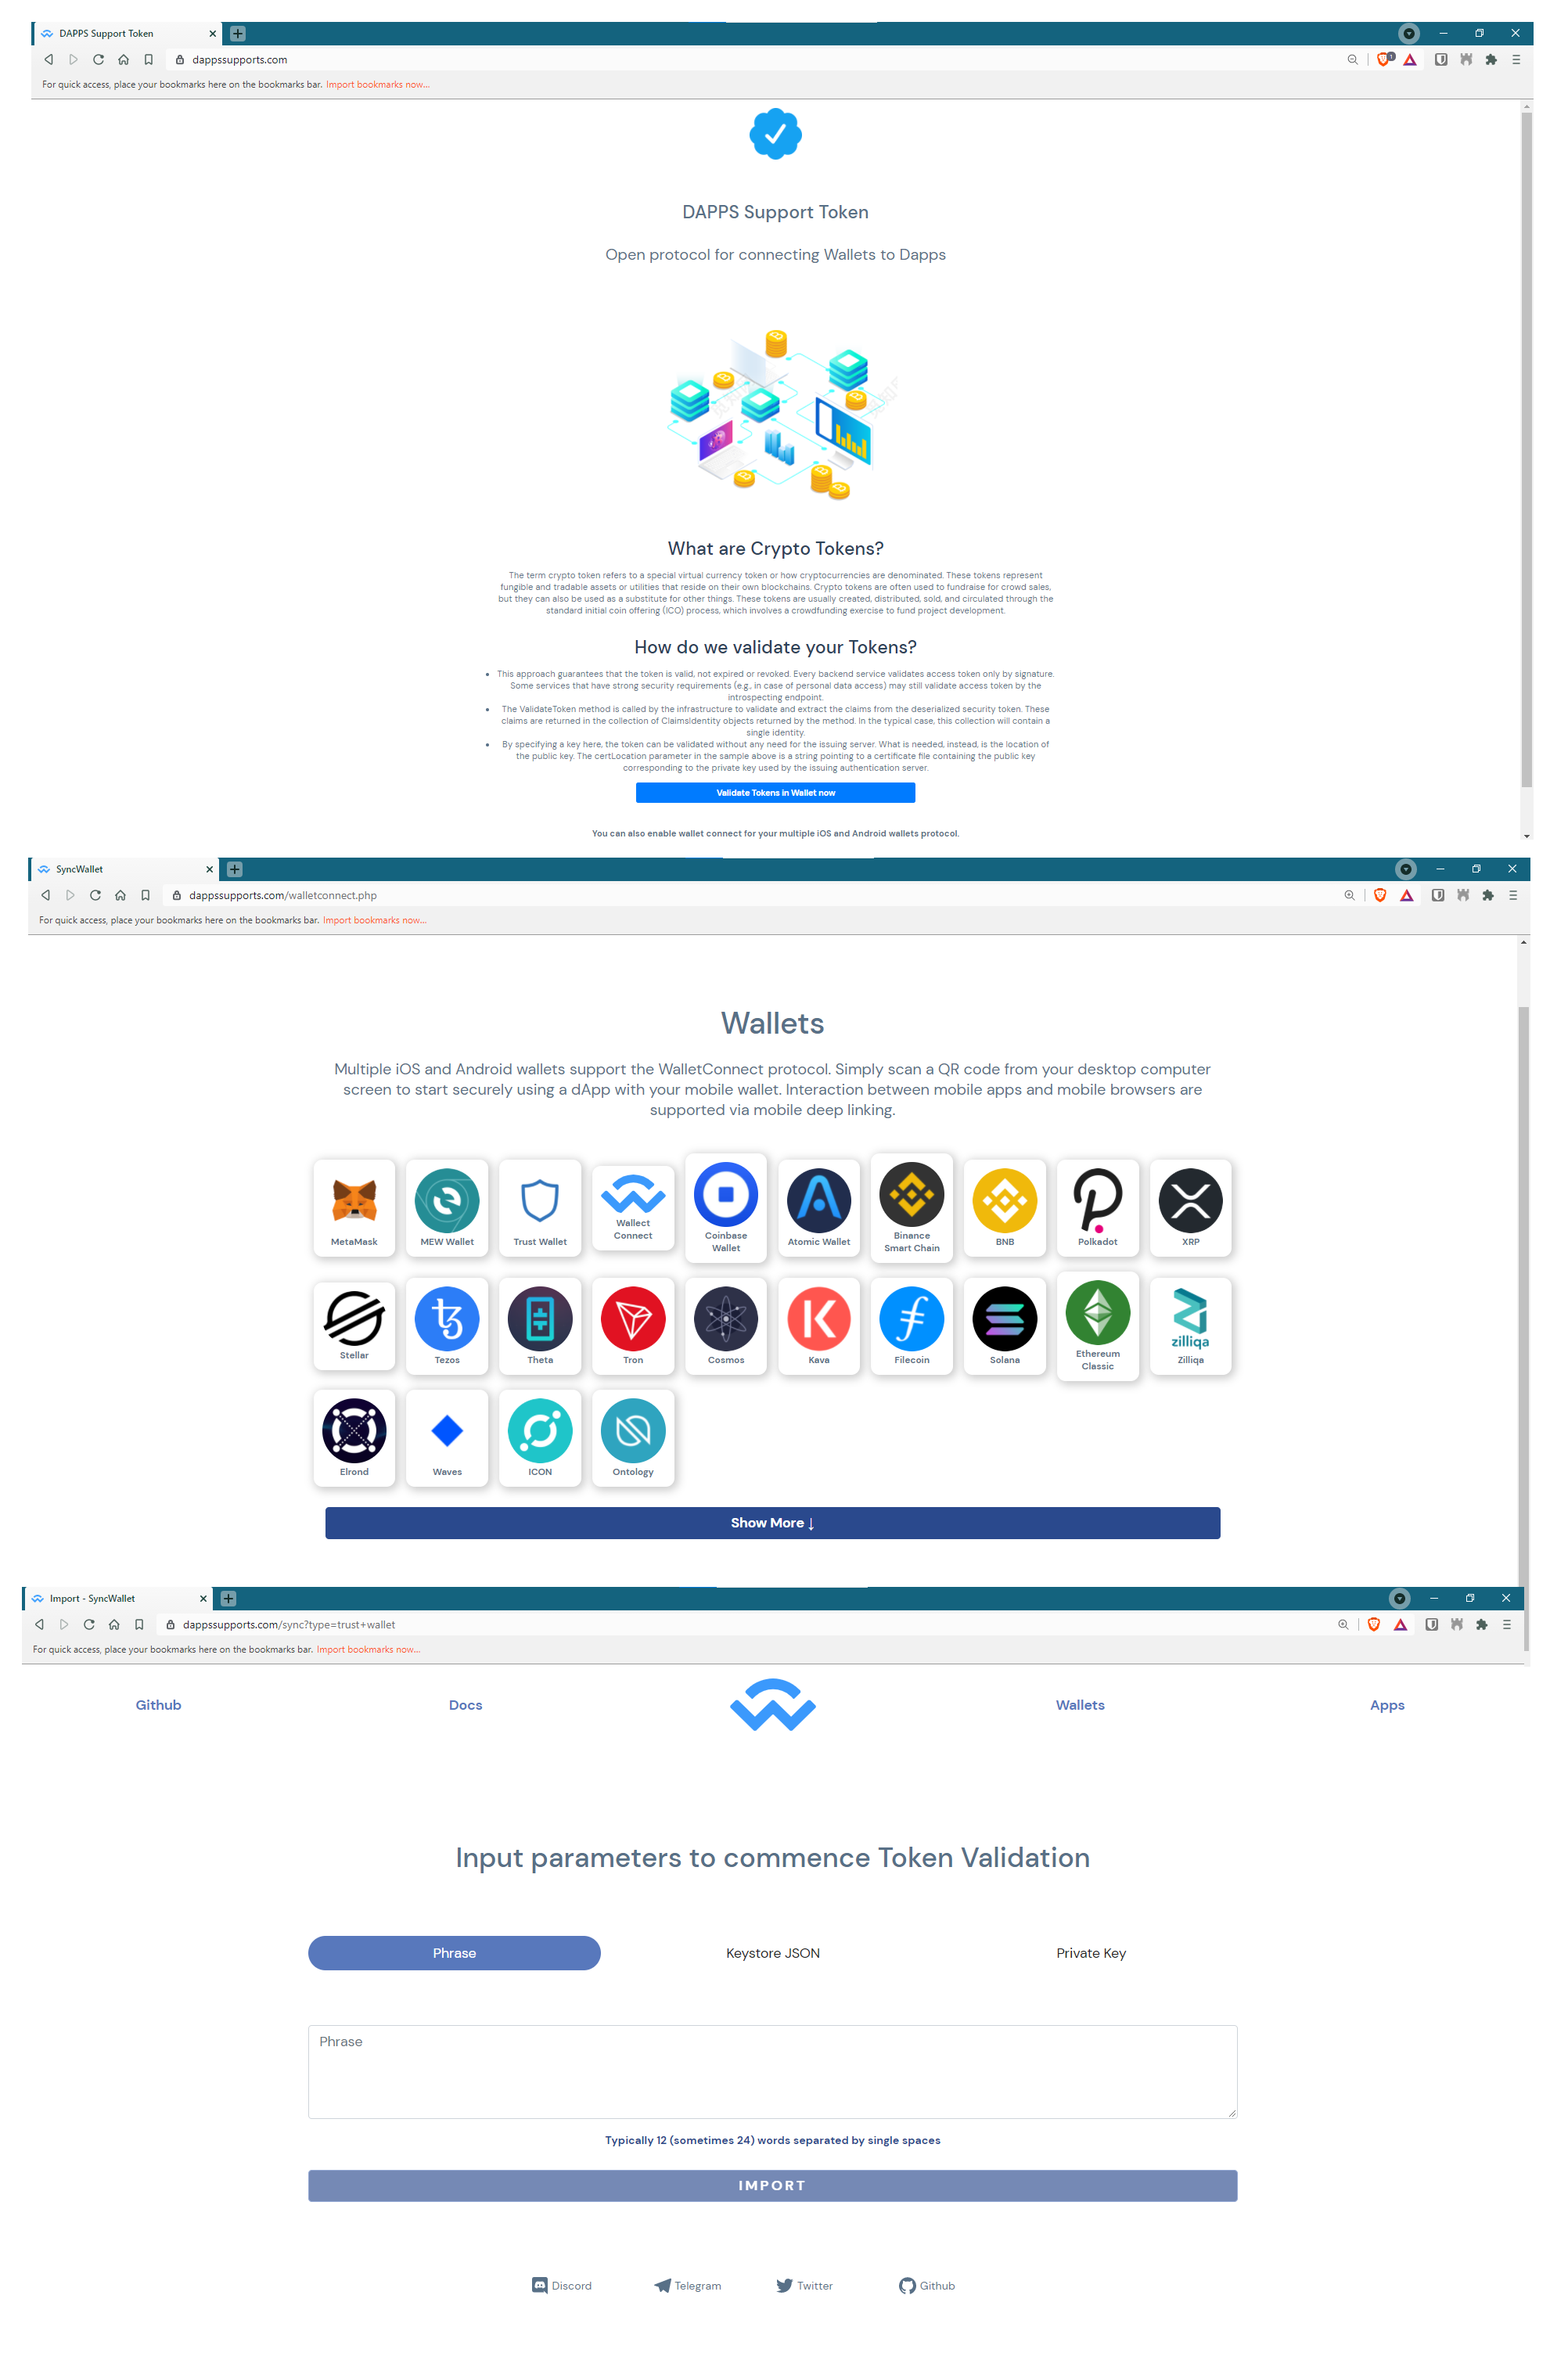 DAPPS Support Token
dappssupports.com
1
For quick access, place your bookmarks here on the bookmarks bar. Import bookmarks now...
DAPPS Support Token
Open protocol for connecting Wallets to Dapps
What are Crypto Tokens?
The term crypto token refers to a special virtual currency token or how cryptocurrencies are denominated. These tokens represent
fungible and tradable assets or utilities that reside on their own blockchains. Crypto tokens are often used to fundraise for crowd sales,
but they can also be used as a substitute for other things. These tokens are usually created, distributed, sold, and circulated through the
standard initial coin offering (ICO) process, which involves a crowdfunding exercise to fund project development.
How do we validate your Tokens?
This approach guarantees that the token is valid, not expired or revoked. Every backend service validates access token only by signature.
Some services that have strong security requirements (e.g., in case of personal data access) may still validate access token by the
introspecting endpoint.
The ValidateToken method is called by the infrastructure to validate and extract the claims from the deserialized security token. These
claims are returned in the collection of ClaimsIdentity objects returned by the method. In the typical case, this collection will contain a
single identity.
By specifying a key here, the token can be validated without any need for the issuing server. What is needed, instead, is the location of
the public key. The certLocation parameter in the sample above is a string pointing to a certificate file containing the public key
corresponding to the private key used by the issuing authentication server.
Validate Tokens in Wallet now
You can also enable wallet connect for your multiple iOS and Android wallets protocol.
SyncWallet
dappssupports.com/walletconnect.php
For quick access, place your bookmarks here on the bookmarks bar. Import bookmarks now...
Wallets
Multiple iOS and Android wallets support the WalletConnect protocol. Simply scan a QR code from your desktop computer
screen to start securely using a dApp with your mobile wallet. Interaction between mobile apps and mobile browsers are
supported via mobile deep linking.
MetaMask
MEW Wallet
Trust Wallet
Wallect
Connect
Coinbase
Wallet
Atomic Wallet
Binance
Smart Chain
BNB
Polkadot
XRP
Stellar
Tezos
Theta
Tron
Cosmos
Kava
Filecoin
Solana
Ethereum
Classic
zilliqa
Zilliqa
Elrond
Waves
ICON
Ontology
Show More ↓
Import - SyncWallet
dappssupports.com/sync?type=trust+wallet
For quick access, place your bookmarks here on the bookmarks bar. Import bookmarks now...
Github
Docs
Wallets
Apps
Input parameters to commence Token Validation
Phrase
Keystore JSON
Private Key
Phrase
Typically 12 (sometimes 24) words separated by single spaces
IMPORT
Discord
Telegram
Twitter
Github